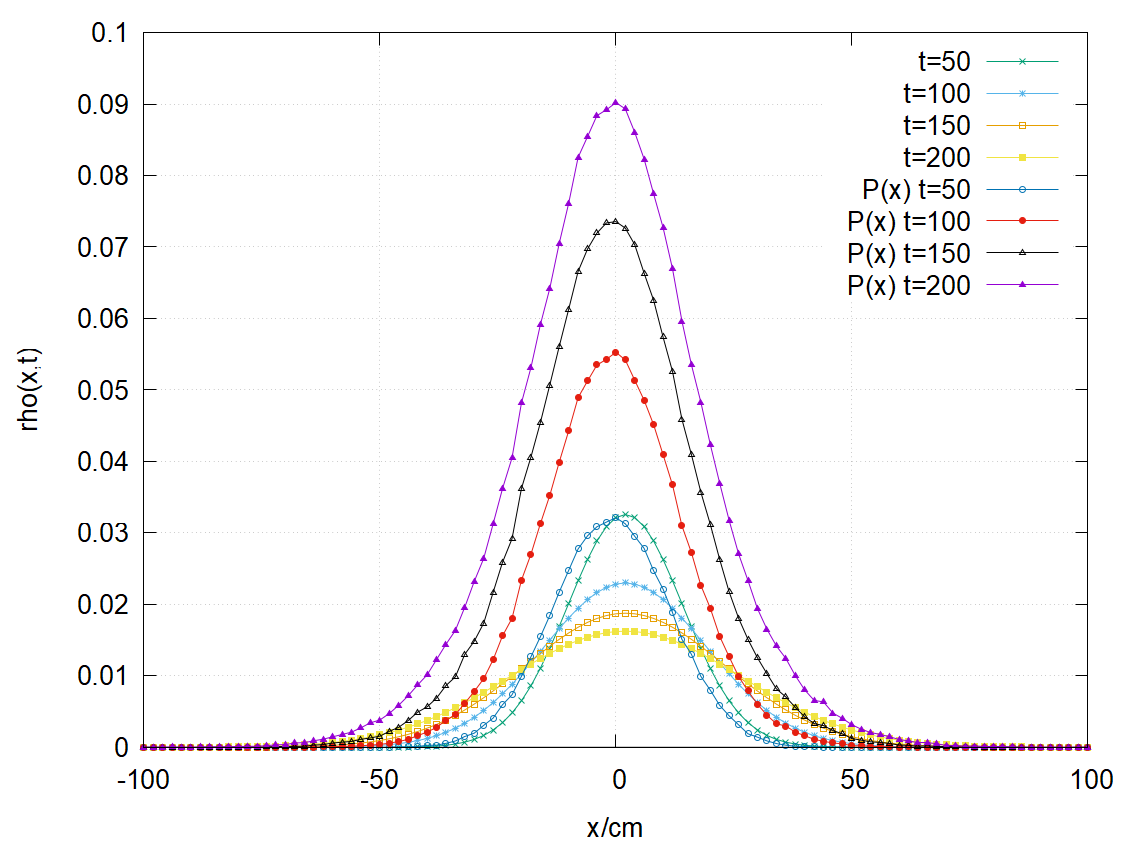 0.1
0.09
0.08
0.07
0.06
0.05
0.04
0.03
0.02
0.01
0
-100
-50
0
50
100
rho(x,t)
x/cm
t=50
t=100
t=150
t=200
P(x) t=50
P(x) t=100
P(x) t=150
P(x) t=200